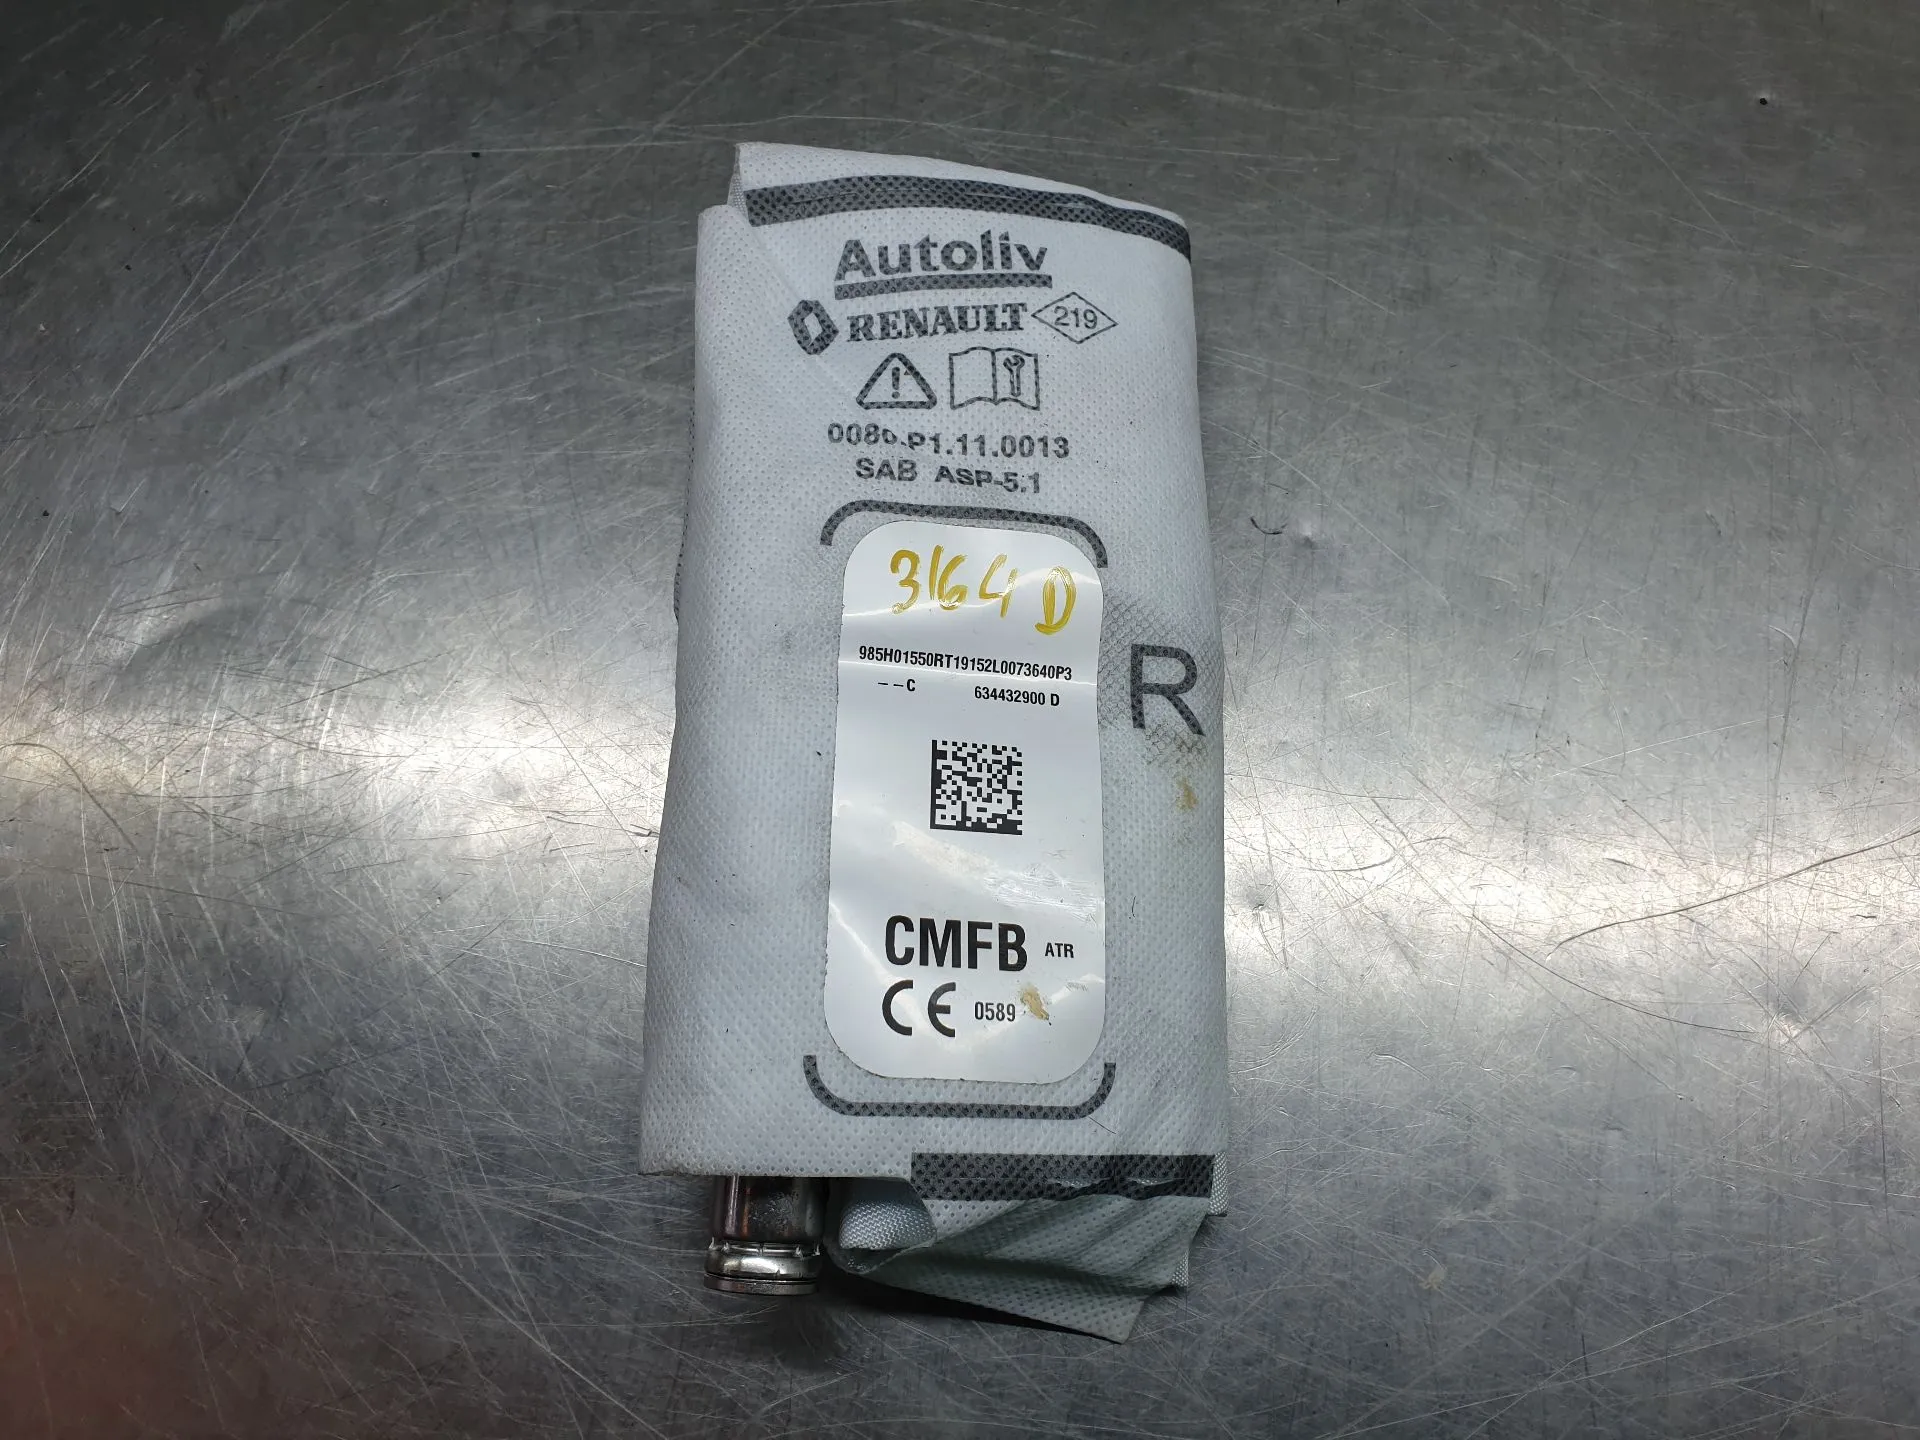 Autoliv
RENAULT 219
0080.P1.11.0013
SAB ASP-5.1
3164 D
985H01550RT19152L0073640P3
--C 634432900 D
R
CMFB ATR
CE 0589